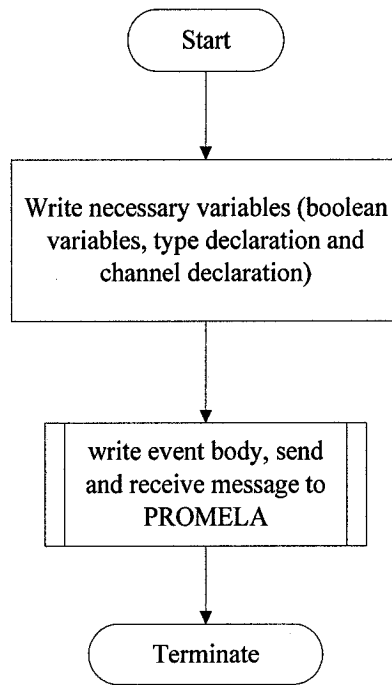 Start
Write necessary variables (boolean
variables, type declaration and
channel declaration)
write event body, send
and receive message to
PROMELA
Terminate